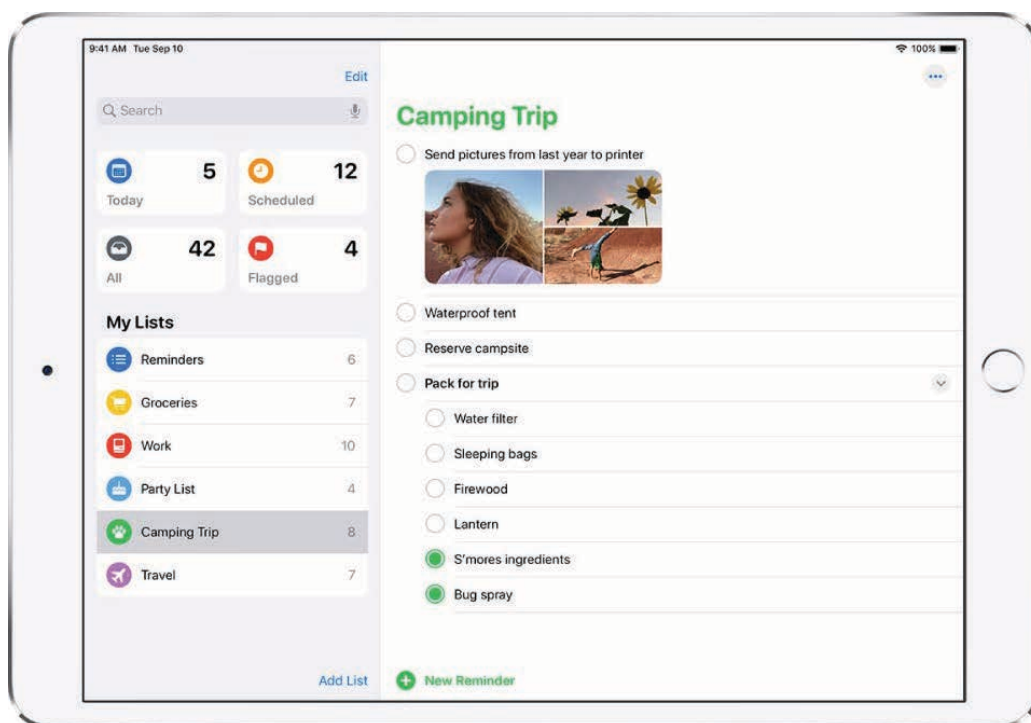 9:41 AM Tue Sep 10
100%
Edit
Search
5
Today
12
Scheduled
42
All
4
Flagged
My Lists
Reminders 6
Groceries 7
Work 10
Party List 4
Camping Trip 8
Travel 7
Add List
Camping Trip
Send pictures from last year to printer
Waterproof tent
Reserve campsite
Pack for trip
Water filter
Sleeping bags
Firewood
Lantern
S'mores ingredients
Bug spray
New Reminder